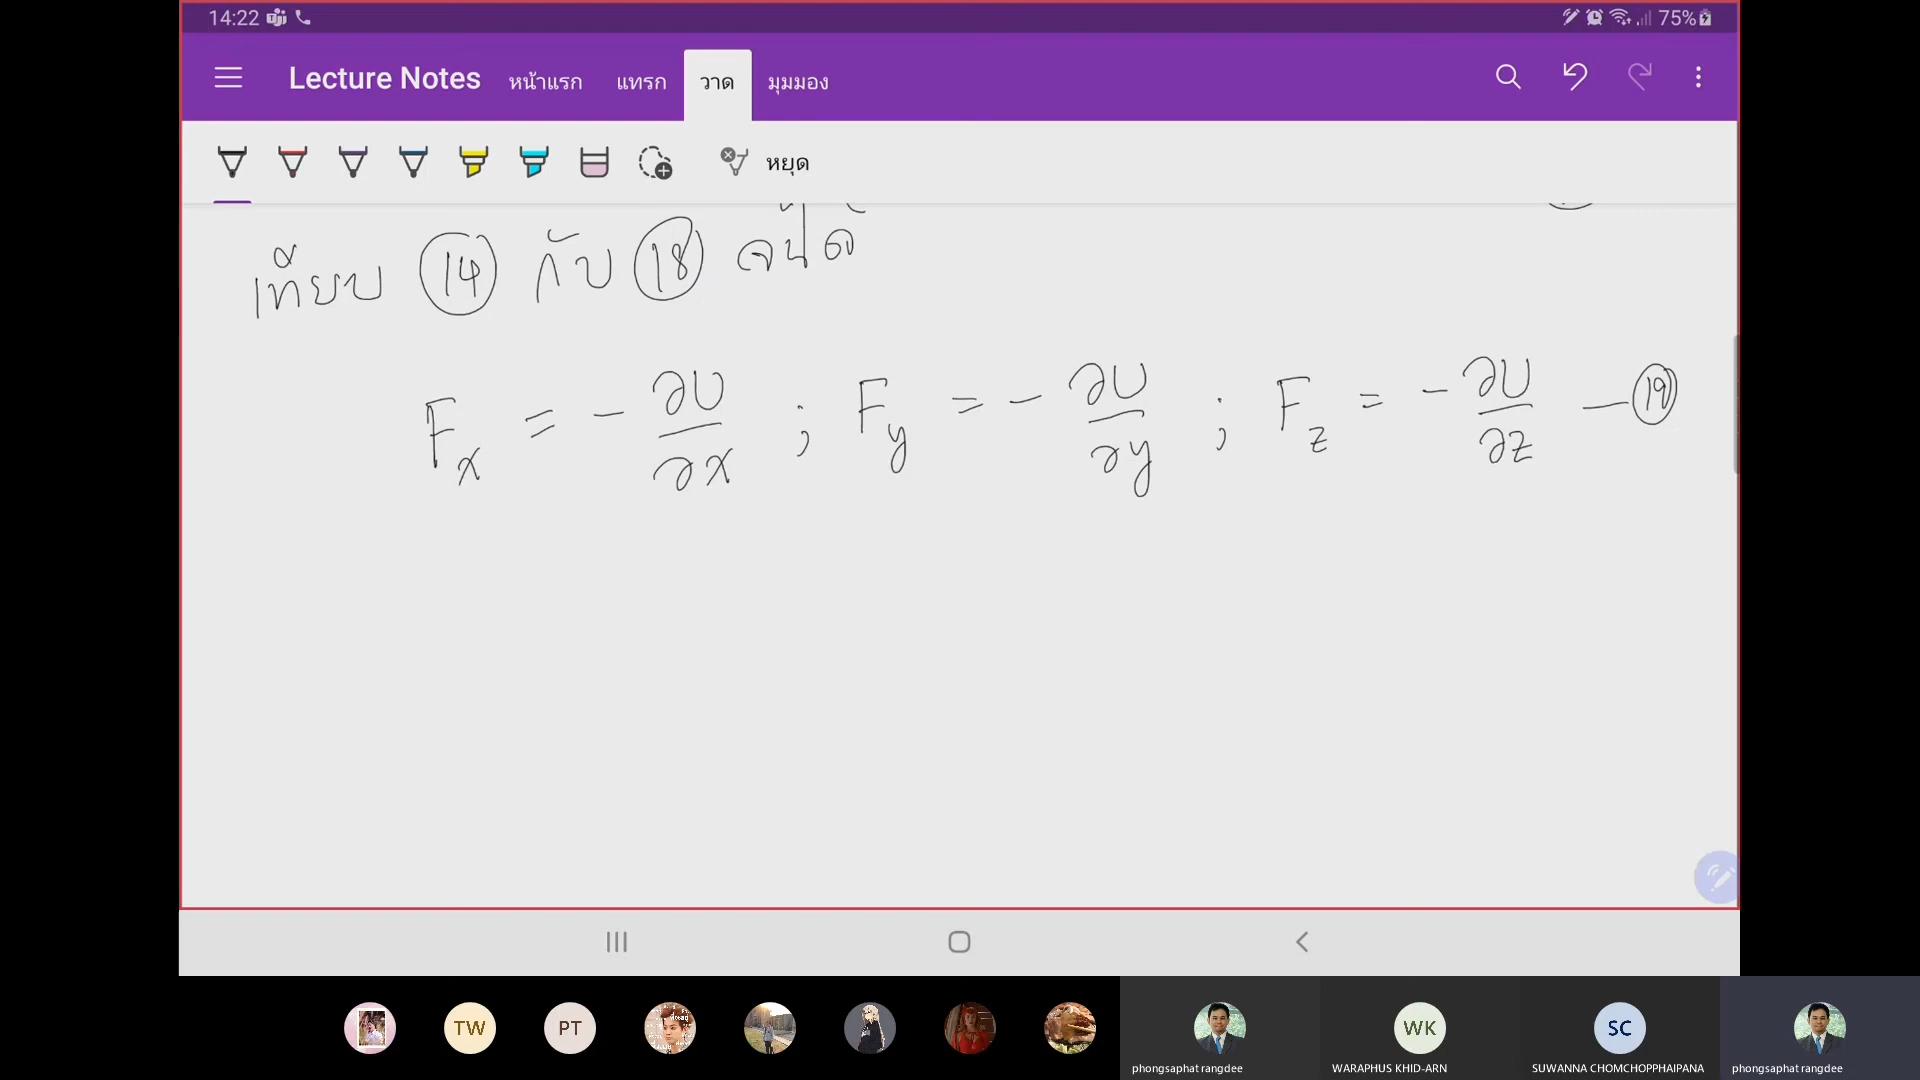 14:22 75%
Lecture Notes หน้าแรก แทรก วาด มุมมอง
หยุด
เทียบ 14 กับ 18 จะได้
Fx = - ∂U/∂x ; Fy = - ∂U/∂y ; Fz = - ∂U/∂z — 19
TW PT WK SC
phongsaphat rangdee WARAPHUS KHID-ARN SUWANNA CHOMCHOPPHAIPANA phongsaphat rangdee